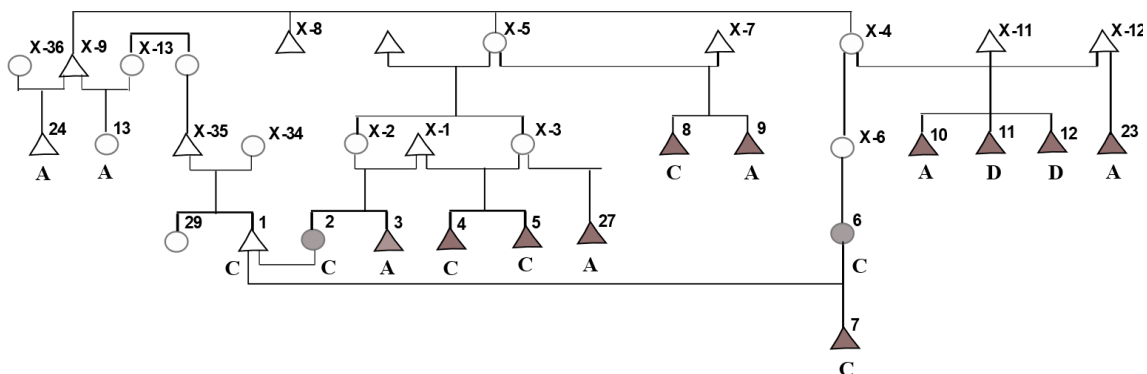 X-36 X-9 X-13 X-8 X-5 X-7 X-4 X-11 X-12
24 13 X-35 X-34 X-2 X-1 X-3 8 9 X-6 10 11 12 23
A A C A A D D A
29 1 2 3 4 5 27 6
C C A C C A C
7
C